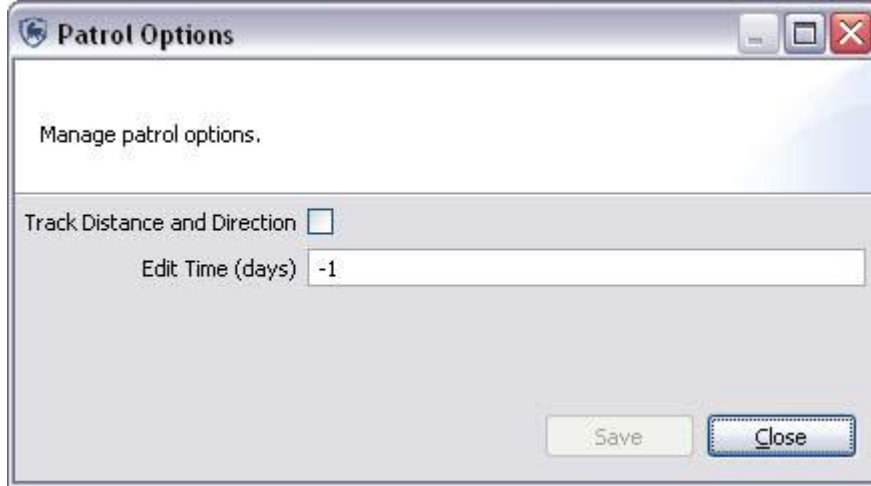 Patrol Options
Manage patrol options.
Track Distance and Direction
Edit Time (days) -1
Save Close